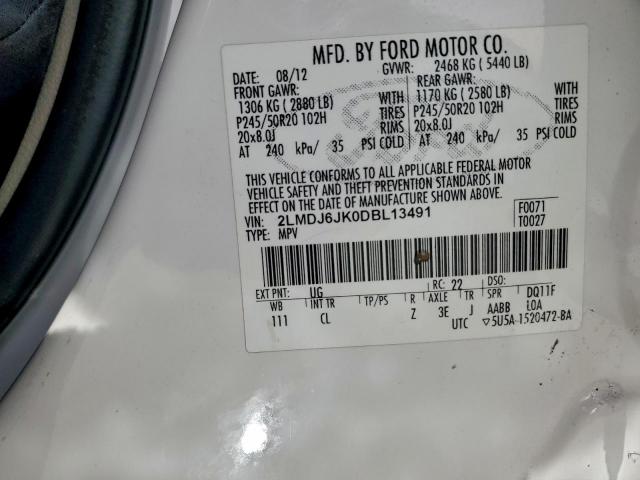 MFD. BY FORD MOTOR CO.
DATE: 08/12 GVWR: 2468 KG ( 5440 LB)
FRONT GAWR: REAR GAWR:
1306 KG ( 2880 LB) WITH 1170 KG ( 2580 LB) WITH
P245/50R20 102H TIRES P245/50R20 102H TIRES
20x8.0J RIMS 20x8.0J RIMS
AT 240 kPa/ 35 PSI COLD AT 240 kPa/ 35 PSI COLD
THIS VEHICLE CONFORMS TO ALL APPLICABLE FEDERAL MOTOR
VEHICLE SAFETY AND THEFT PREVENTION STANDARDS IN
EFFECT ON THE DATE OF MANUFACTURE SHOWN ABOVE.
VIN: 2LMDJ6JK0DBL13491 F0071
TYPE: MPV T0027
EXT PNT: UG RC: 22 DSO:
WB INT TR TP/PS R AXLE TR SPR DQ11F
111 CL Z 3E J AABB LOA
UTC ▽5U5A-1520472-BA